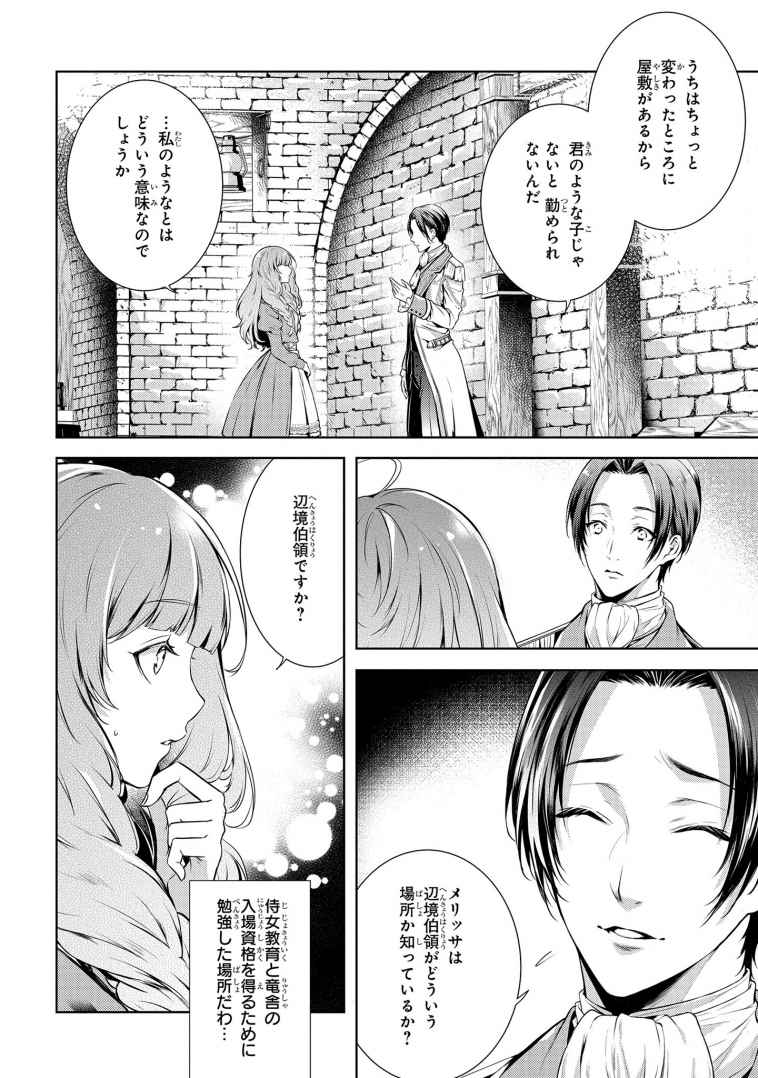 うちはちょっと
変わったところに
屋敷があるから
君のような子じゃ
ないと勤められ
ないんだ
…私のようなとは
どういう意味なので
しょうか
メリッサは
辺境伯領がどういう
場所か知っているか?
辺境伯領ですか?
侍女教育と竜舎の
入場資格を得るために
勉強した場所だわ…